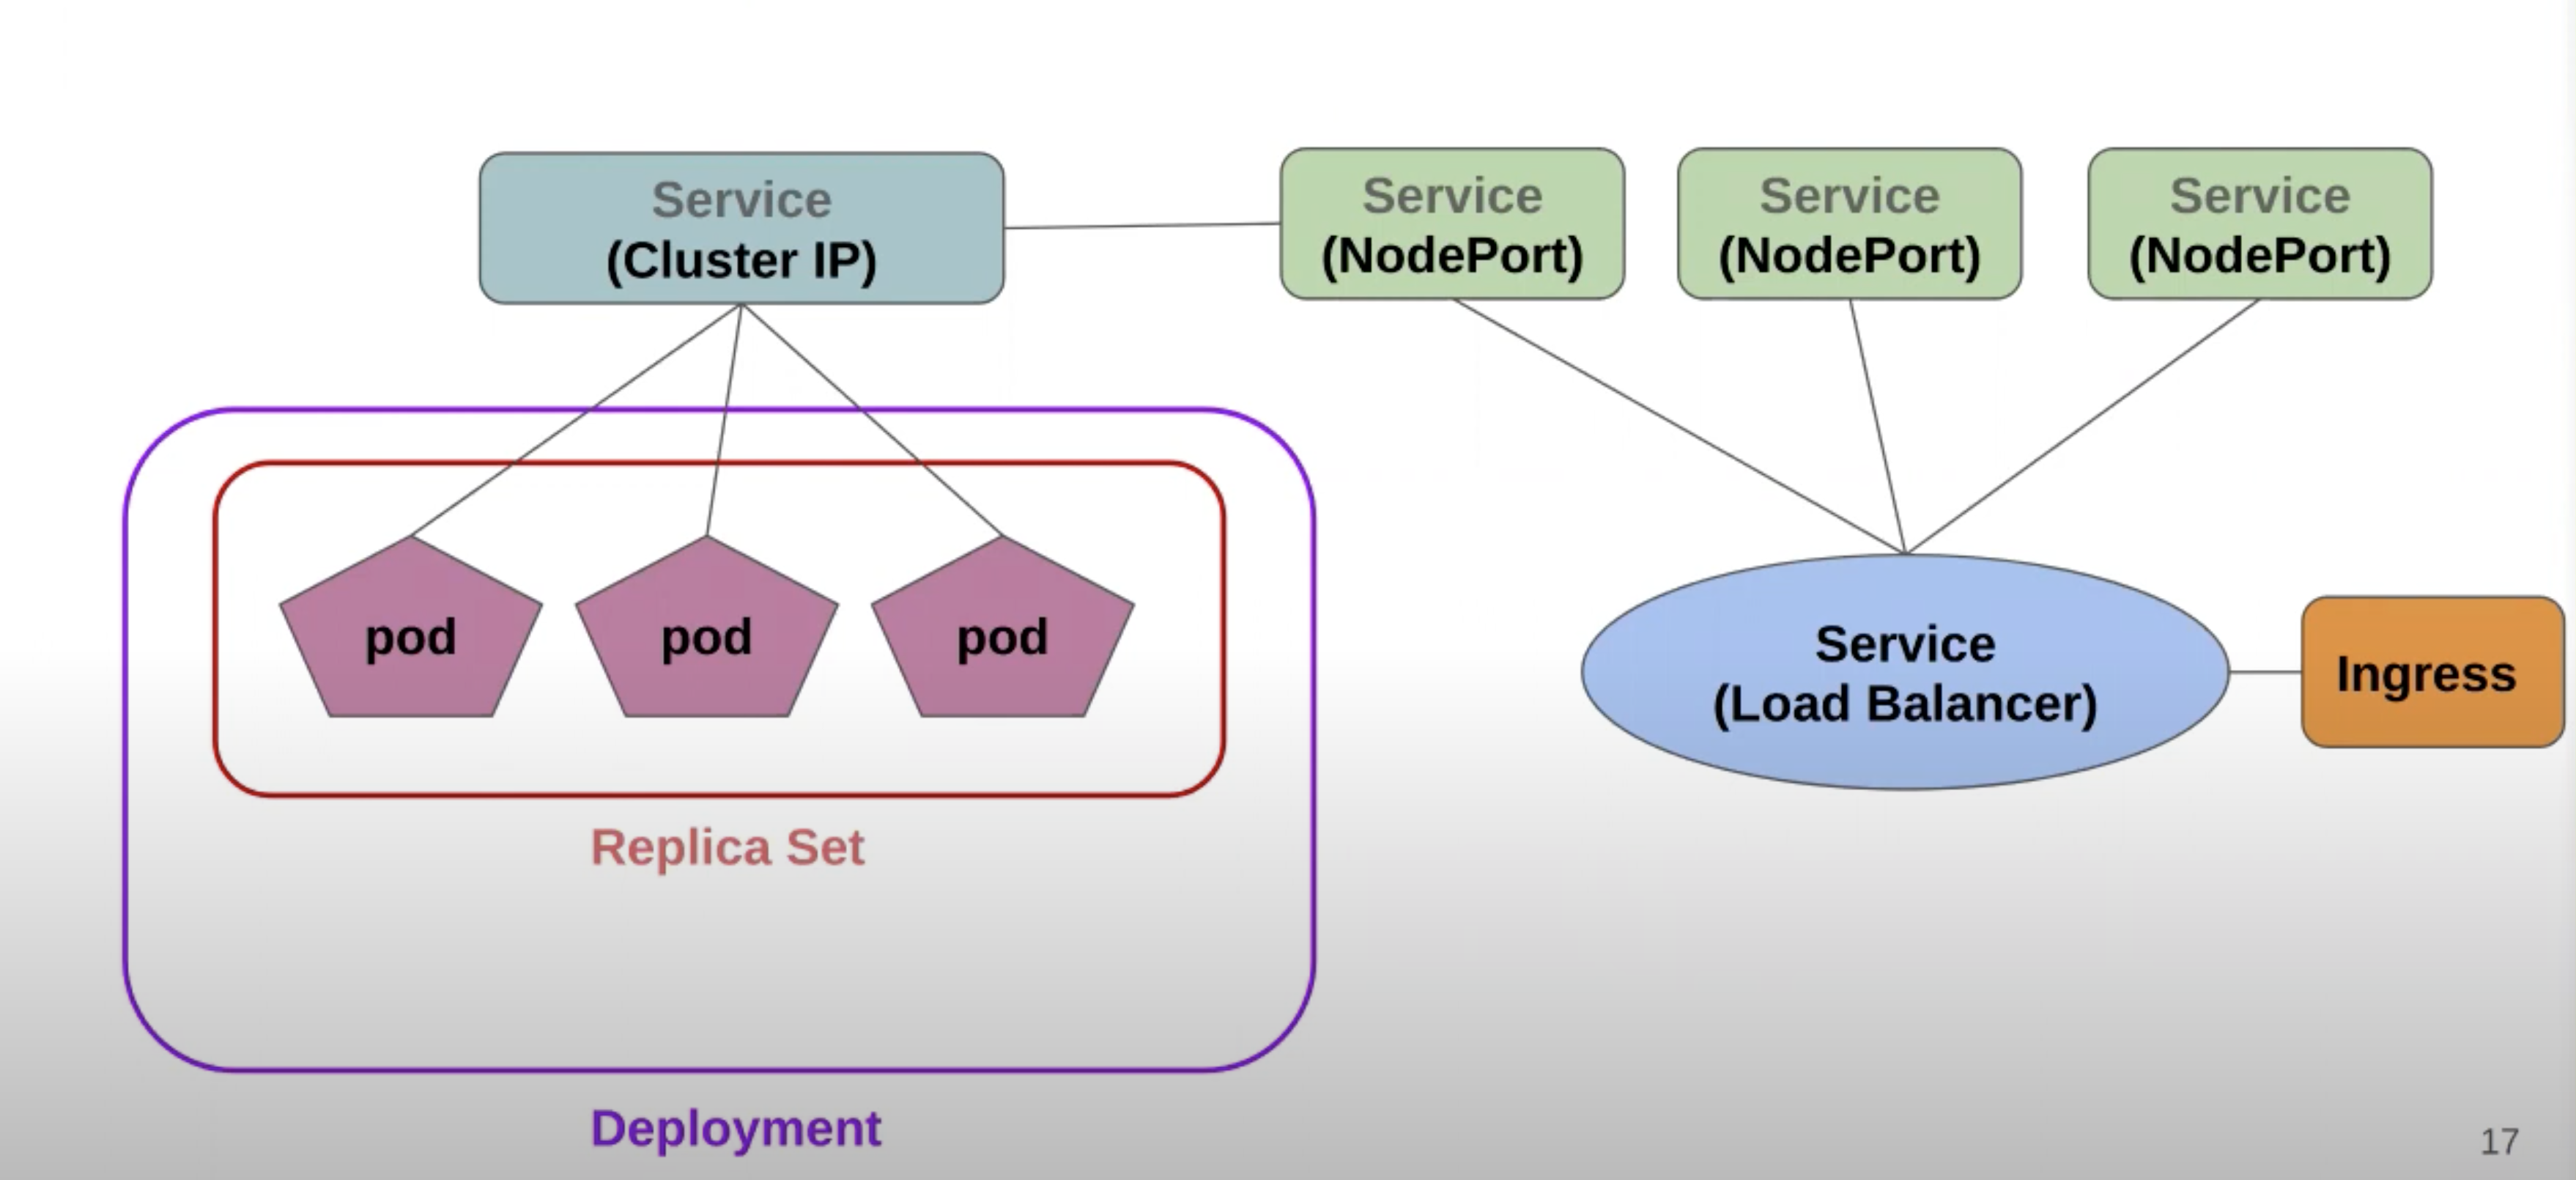 Service
(Cluster IP)
Service
(NodePort)
Service
(NodePort)
Service
(NodePort)
pod
pod
pod
Service
(Load Balancer)
Ingress
Replica Set
Deployment
17